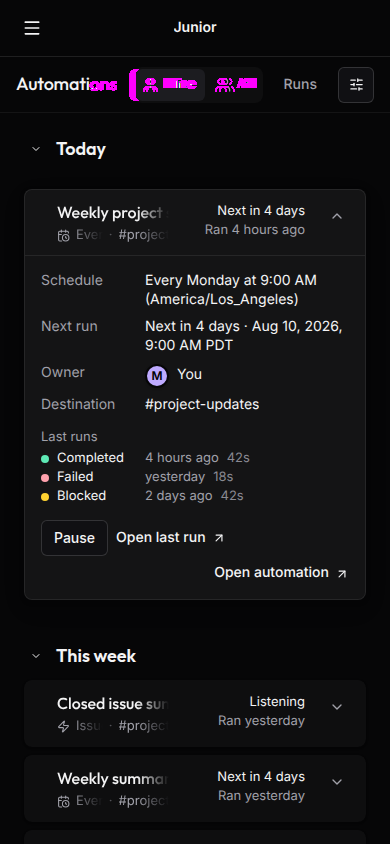 Junior
Automations
Runs
Today
Weekly project
Next in 4 days
Ran 4 hours ago
#projec
Schedule
Every Monday at 9:00 AM
(America/Los_Angeles)
Next run
Next in 4 days · Aug 10, 2026,
9:00 AM PDT
Owner
M
You
Destination
#project-updates
Last runs
Completed
4 hours ago 42s
Failed
yesterday 18s
Blocked
2 days ago 42s
Pause
Open last run
Open automation
This week
Closed issue sur
Listening
Issu · #projec
Ran yesterday
Weekly summa
Next in 4 days
Ever · #projec
Ran yesterday